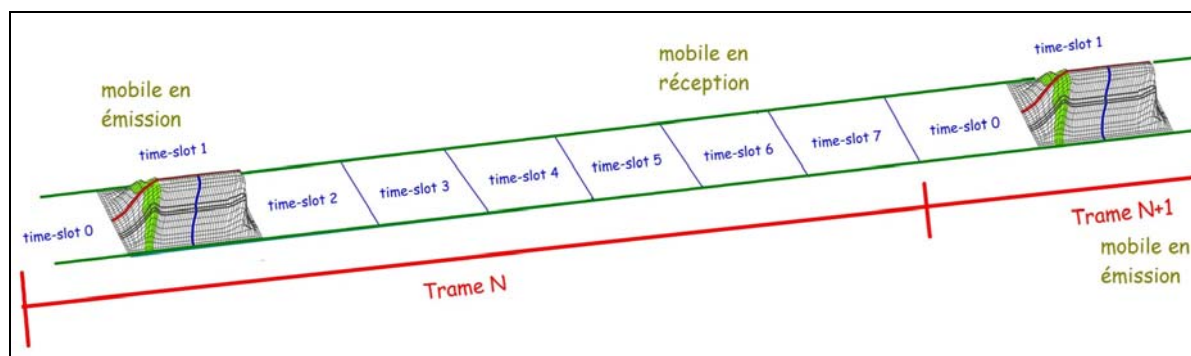 mobile en
émission
time-slot 1
time-slot 0
time-slot 2
time-slot 3
time-slot 4
time-slot 5
time-slot 6
time-slot 7
time-slot 0
mobile en
réception
time-slot 1
Trame N
Trame N+1
mobile en
émission